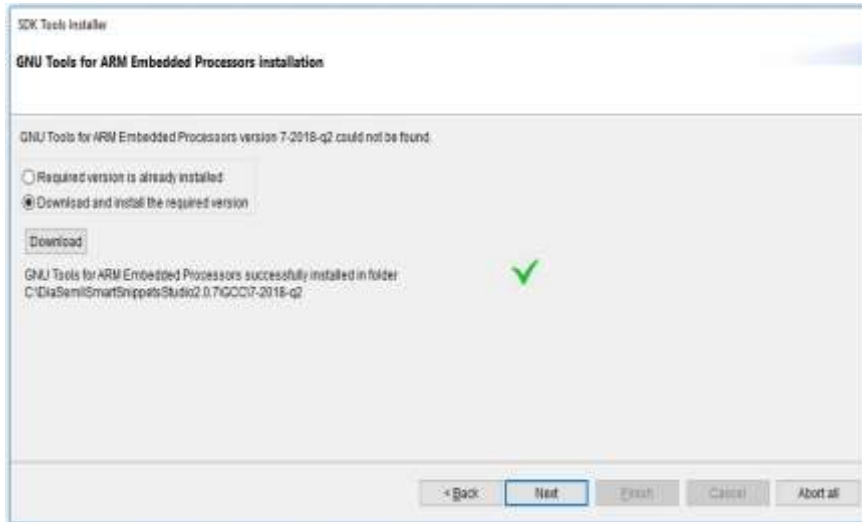 SDK Tools Installer
GNU Tools for ARM Embedded Processors installation
GNU Tools for ARM Embedded Processors version 7-2018-q2 could not be found
Required version is already installed
Download and install the required version
Download
GNU Tools for ARM Embedded Processors successfully installed in folder
C:\DiaSemi\SmartSnippetsStudio2.0.7\GCC\7-2018-q2
< Back Next Finish Cancel Abort all